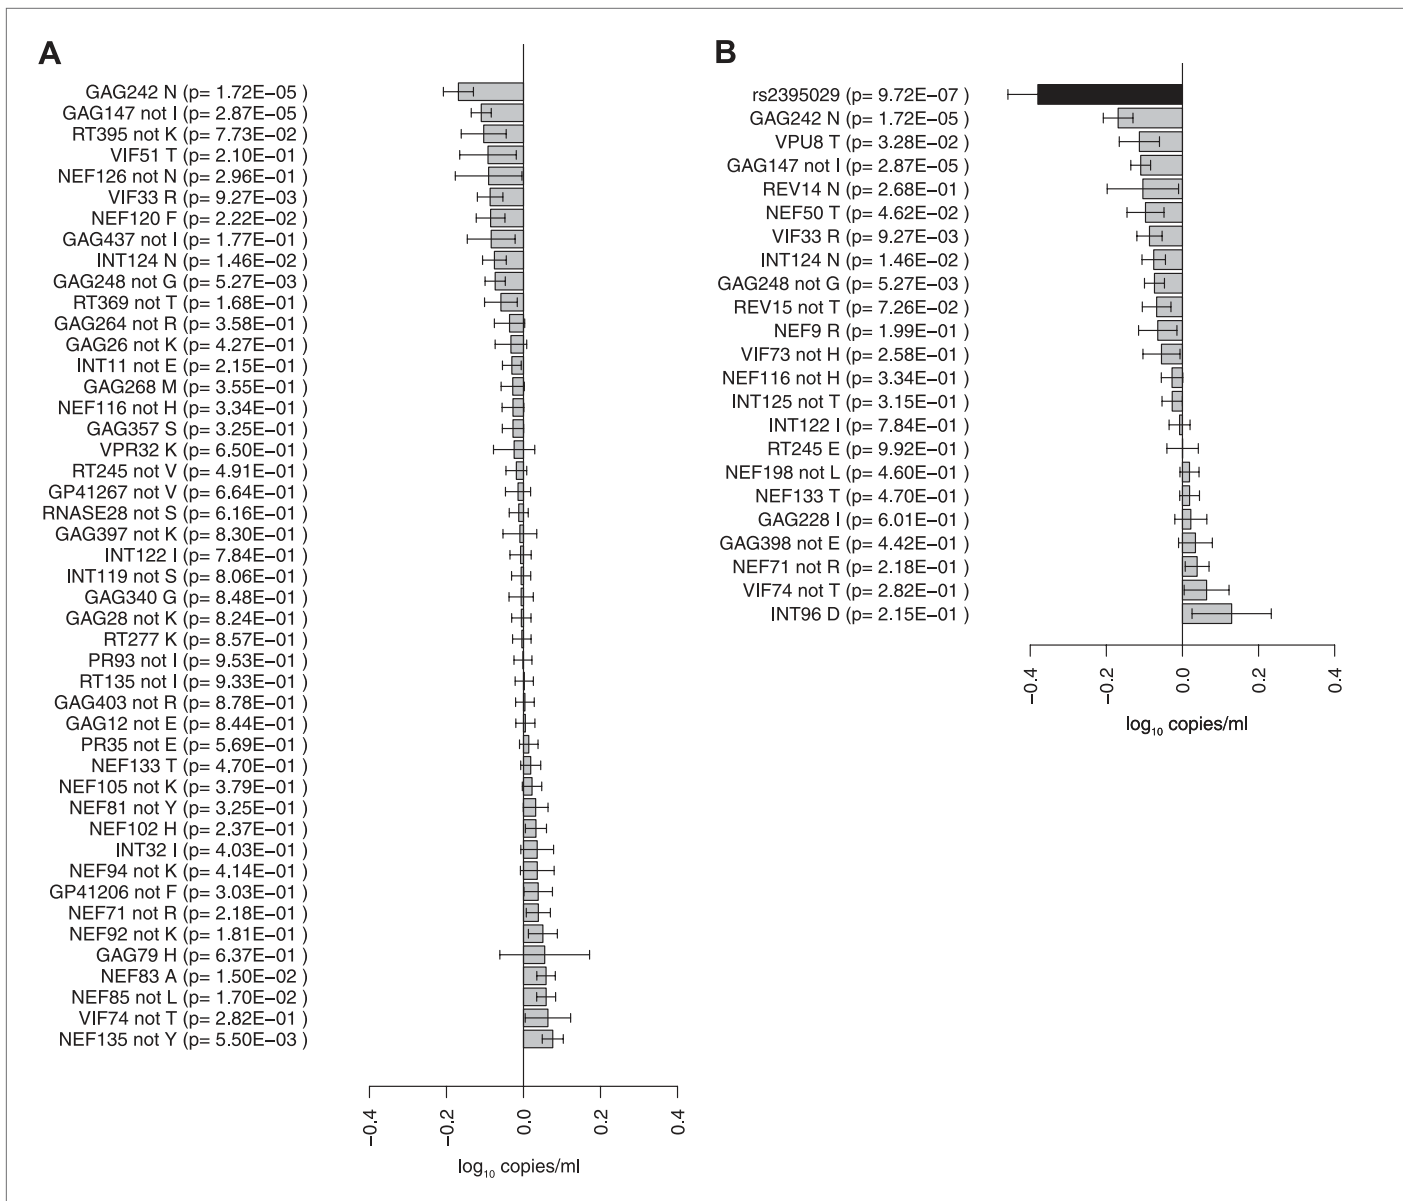 A
GAG242 N (p= 1.72E−05 )
GAG147 not I (p= 2.87E−05 )
RT395 not K (p= 7.73E−02 )
VIF51 T (p= 2.10E−01 )
NEF126 not N (p= 2.96E−01 )
VIF33 R (p= 9.27E−03 )
NEF120 F (p= 2.22E−02 )
GAG437 not I (p= 1.77E−01 )
INT124 N (p= 1.46E−02 )
GAG248 not G (p= 5.27E−03 )
RT369 not T (p= 1.68E−01 )
GAG264 not R (p= 3.58E−01 )
GAG26 not K (p= 4.27E−01 )
INT11 not E (p= 2.15E−01 )
GAG268 M (p= 3.55E−01 )
NEF116 not H (p= 3.34E−01 )
GAG357 S (p= 3.25E−01 )
VPR32 K (p= 6.50E−01 )
RT245 not V (p= 4.91E−01 )
GP41267 not V (p= 6.64E−01 )
RNASE28 not S (p= 6.16E−01 )
GAG397 not K (p= 8.30E−01 )
INT122 I (p= 7.84E−01 )
INT119 not S (p= 8.06E−01 )
GAG340 G (p= 8.48E−01 )
GAG28 not K (p= 8.24E−01 )
RT277 K (p= 8.57E−01 )
PR93 not I (p= 9.53E−01 )
RT135 not I (p= 9.33E−01 )
GAG403 not R (p= 8.78E−01 )
GAG12 not E (p= 8.44E−01 )
PR35 not E (p= 5.69E−01 )
NEF133 T (p= 4.70E−01 )
NEF105 not K (p= 3.79E−01 )
NEF81 not Y (p= 3.25E−01 )
NEF102 H (p= 2.37E−01 )
INT32 I (p= 4.03E−01 )
NEF94 not K (p= 4.14E−01 )
GP41206 not F (p= 3.03E−01 )
NEF71 not R (p= 2.18E−01 )
NEF92 not K (p= 1.81E−01 )
GAG79 H (p= 6.37E−01 )
NEF83 A (p= 1.50E−02 )
NEF85 not L (p= 1.70E−02 )
VIF74 not T (p= 2.82E−01 )
NEF135 not Y (p= 5.50E−03 )
−0.4 −0.2 0.0 0.2 0.4
log₁₀ copies/ml
B
rs2395029 (p= 9.72E−07 )
GAG242 N (p= 1.72E−05 )
VPU8 T (p= 3.28E−02 )
GAG147 not I (p= 2.87E−05 )
REV14 N (p= 2.68E−01 )
NEF50 T (p= 4.62E−02 )
VIF33 R (p= 9.27E−03 )
INT124 N (p= 1.46E−02 )
GAG248 not G (p= 5.27E−03 )
REV15 not T (p= 7.26E−02 )
NEF9 R (p= 1.99E−01 )
VIF73 not H (p= 2.58E−01 )
NEF116 not H (p= 3.34E−01 )
INT125 not T (p= 3.15E−01 )
INT122 I (p= 7.84E−01 )
RT245 E (p= 9.92E−01 )
NEF198 not L (p= 4.60E−01 )
NEF133 T (p= 4.70E−01 )
GAG228 I (p= 6.01E−01 )
GAG398 not E (p= 4.42E−01 )
NEF71 not R (p= 2.18E−01 )
VIF74 not T (p= 2.82E−01 )
INT96 D (p= 2.15E−01 )
−0.4 −0.2 0.0 0.2 0.4
log₁₀ copies/ml